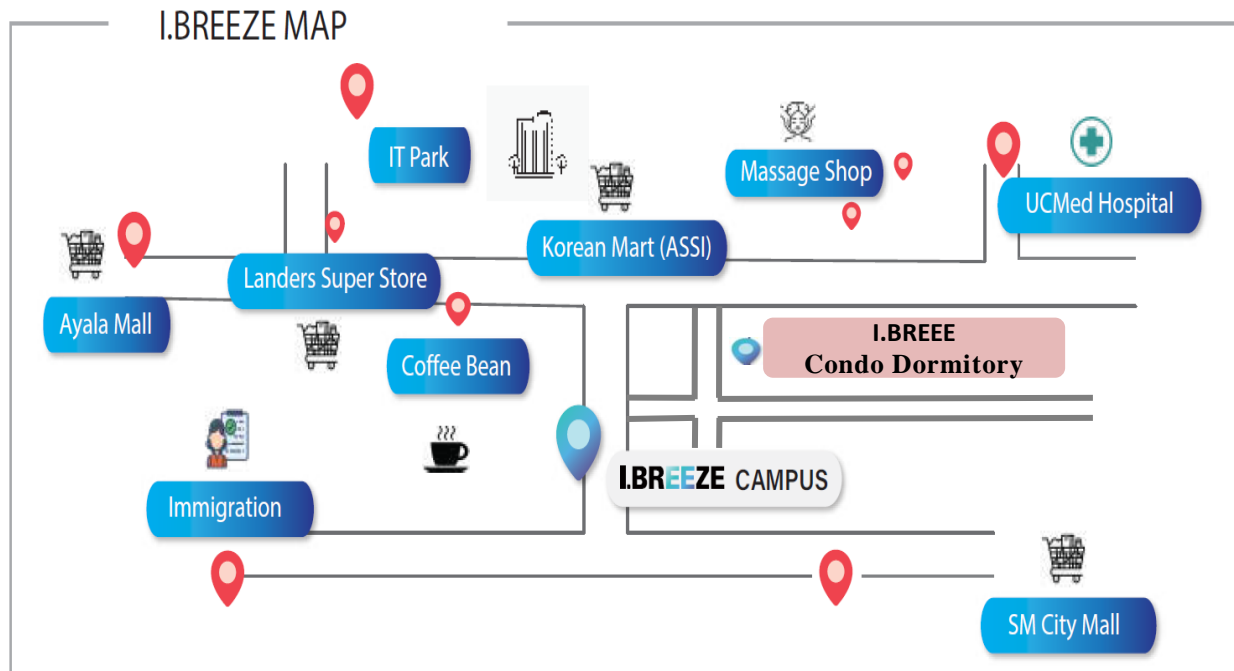 I.BREEZE MAP
IT Park
Massage Shop
UCMed Hospital
Korean Mart (ASSI)
Landers Super Store
Ayala Mall
Coffee Bean
I.BREEE
Condo Dormitory
I.BREEZE CAMPUS
Immigration
SM City Mall